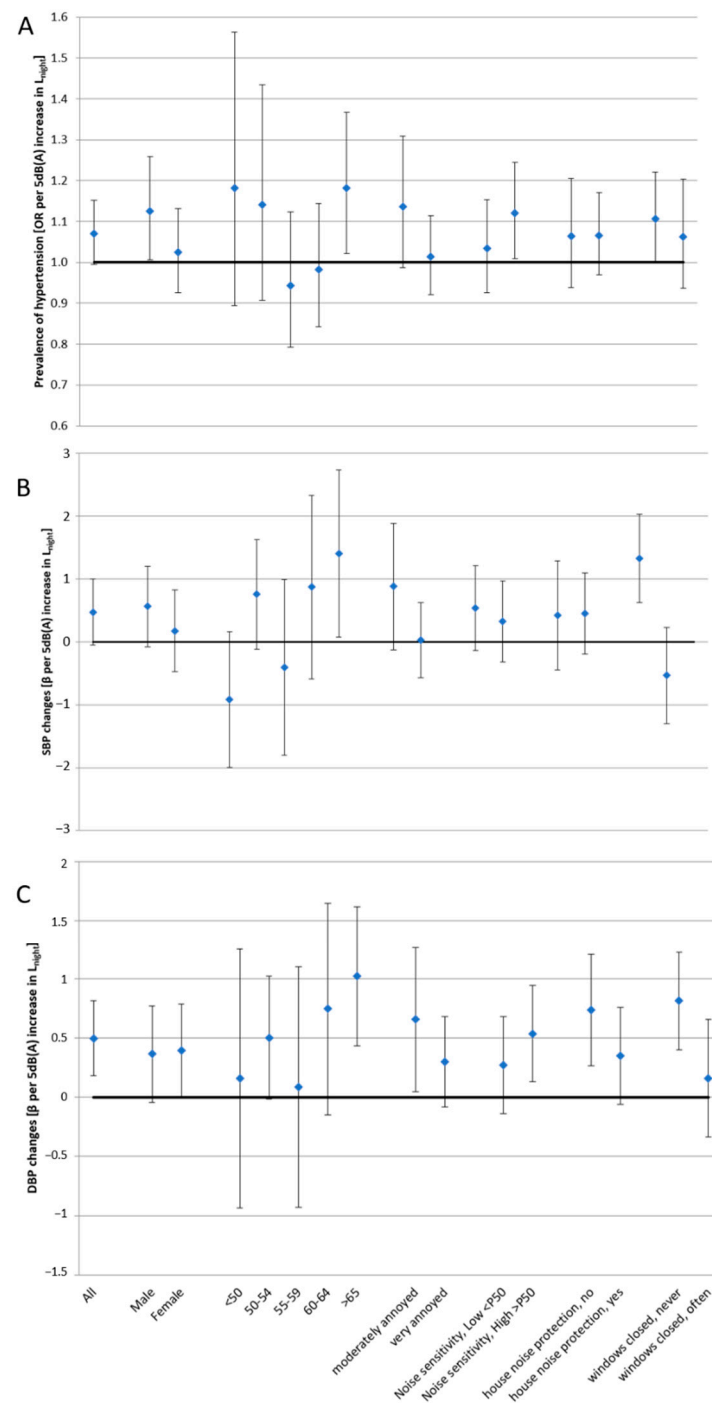 A
Prevalence of hypertension [OR per 5dB(A) increase in Lnight]
1.6
1.5
1.4
1.3
1.2
1.1
1.0
0.9
0.8
0.7
0.6
B
SBP changes [β per 5dB(A) increase in Lnight]
3
2
1
0
−1
−2
−3
C
DBP changes [β per 5dB(A) increase in Lnight]
2
1.5
1
0.5
0
−0.5
−1
−1.5
All
Male
Female
<50
50-54
55-59
60-64
>65
moderately annoyed
very annoyed
Noise sensitivity, Low <P50
Noise sensitivity, High >P50
house noise protection, no
house noise protection, yes
windows closed, never
windows closed, often